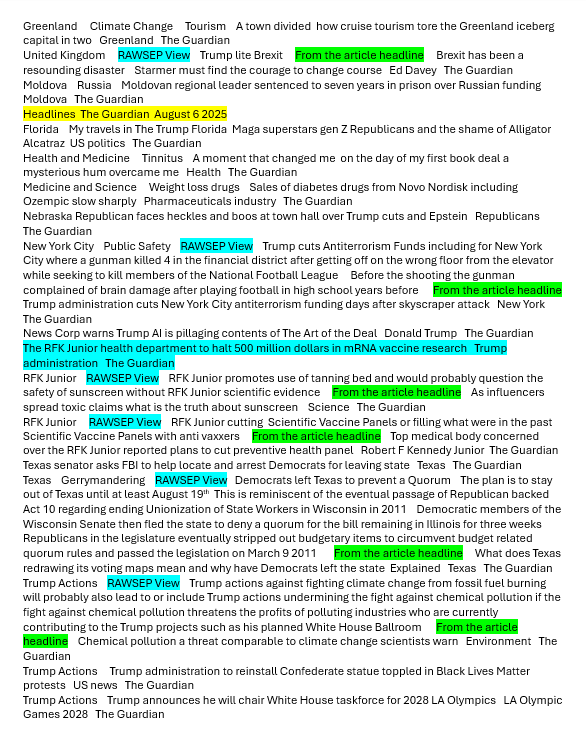 Greenland Climate Change Tourism A town divided how cruise tourism tore the Greenland iceberg
capital in two Greenland The Guardian
United Kingdom RAWSEP View Trump lite Brexit From the article headline Brexit has been a
resounding disaster Starmer must find the courage to change course Ed Davey The Guardian
Moldova Russia Moldovan regional leader sentenced to seven years in prison over Russian funding
Moldova The Guardian
Headlines The Guardian August 6 2025
Florida My travels in The Trump Florida Maga superstars gen Z Republicans and the shame of Alligator
Alcatraz US politics The Guardian
Health and Medicine Tinnitus A moment that changed me on the day of my first book deal a
mysterious hum overcame me Health The Guardian
Medicine and Science Weight loss drugs Sales of diabetes drugs from Novo Nordisk including
Ozempic slow sharply Pharmaceuticals industry The Guardian
Nebraska Republican faces heckles and boos at town hall over Trump cuts and Epstein Republicans
The Guardian
New York City Public Safety RAWSEP View Trump cuts Antiterrorism Funds including for New York
City where a gunman killed 4 in the financial district after getting off on the wrong floor from the elevator
while seeking to kill members of the National Football League Before the shooting the gunman
complained of brain damage after playing football in high school years before From the article headline
Trump administration cuts New York City antiterrorism funding days after skyscraper attack New York
The Guardian
News Corp warns Trump AI is pillaging contents of The Art of the Deal Donald Trump The Guardian
The RFK Junior health department to halt 500 million dollars in mRNA vaccine research Trump
administration The Guardian
RFK Junior RAWSEP View RFK Junior promotes use of tanning bed and would probably question the
safety of sunscreen without RFK Junior scientific evidence From the article headline As influencers
spread toxic claims what is the truth about sunscreen Science The Guardian
RFK Junior RAWSEP View RFK Junior cutting Scientific Vaccine Panels or filling what were in the past
Scientific Vaccine Panels with anti vaxxers From the article headline Top medical body concerned
over the RFK Junior reported plans to cut preventive health panel Robert F Kennedy Junior The Guardian
Texas senator asks FBI to help locate and arrest Democrats for leaving state Texas The Guardian
Texas Gerrymandering RAWSEP View Democrats left Texas to prevent a Quorum The plan is to stay
out of Texas until at least August 19th This is reminiscent of the eventual passage of Republican backed
Act 10 regarding ending Unionization of State Workers in Wisconsin in 2011 Democratic members of the
Wisconsin Senate then fled the state to deny a quorum for the bill remaining in Illinois for three weeks
Republicans in the legislature eventually stripped out budgetary items to circumvent budget related
quorum rules and passed the legislation on March 9 2011 From the article headline What does Texas
redrawing its voting maps mean and why have Democrats left the state Explained Texas The Guardian
Trump Actions RAWSEP View Trump actions against fighting climate change from fossil fuel burning
will probably also lead to or include Trump actions undermining the fight against chemical pollution if the
fight against chemical pollution threatens the profits of polluting industries who are currently
contributing to the Trump projects such as his planned White House Ballroom From the article
headline Chemical pollution a threat comparable to climate change scientists warn Environment The
Guardian
Trump Actions Trump administration to reinstall Confederate statue toppled in Black Lives Matter
protests US news The Guardian
Trump Actions Trump announces he will chair White House taskforce for 2028 LA Olympics LA Olympic
Games 2028 The Guardian